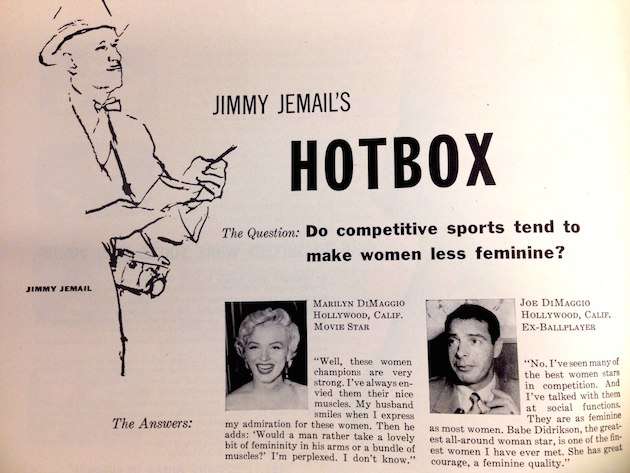 JIMMY JEMAIL'S
HOTBOX
The Question: Do competitive sports tend to
make women less feminine?
JIMMY JEMAIL
The Answers:
MARILYN DIMAGGIO
HOLLYWOOD, CALIF.
MOVIE STAR
"Well, these women
champions are very
strong. I've always en-
vied them their nice
muscles. My husband
smiles when I express
my admiration for these women. Then he
adds: 'Would a man rather take a lovely
bit of femininity in his arms or a bundle of
muscles?' I'm perplexed. I don't know."
JOE DIMAGGIO
HOLLYWOOD, CALIF.
EX-BALLPLAYER
"No. I've seen many of
the best women stars
in competition. And
I've talked with them
at social functions.
They are as feminine
as most women. Babe Didrikson, the great-
est all-around woman star, is one of the fin-
est women I have ever met. She has great
courage, a feminine quality."